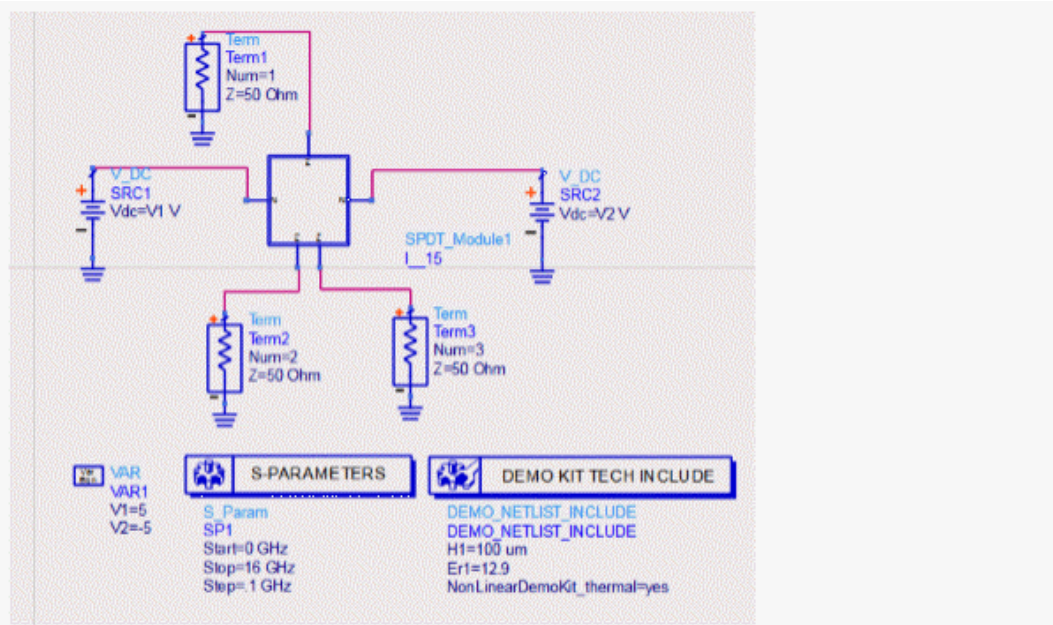 Term
Term1
Num=1
Z=50 Ohm
V_DC
SRC1
Vdc=V1 V
V_DC
SRC2
Vdc=V2 V
SPDT_Module1
I__15
Term
Term2
Num=2
Z=50 Ohm
Term
Term3
Num=3
Z=50 Ohm
VAR
VAR1
V1=5
V2=-5
S-PARAMETERS
S_Param
SP1
Start=0 GHz
Stop=16 GHz
Step=.1 GHz
DEMO KIT TECH INCLUDE
DEMO_NETLIST_INCLUDE
DEMO_NETLIST_INCLUDE
H1=100 um
Er1=12.9
NonLinearDemoKit_thermal=yes